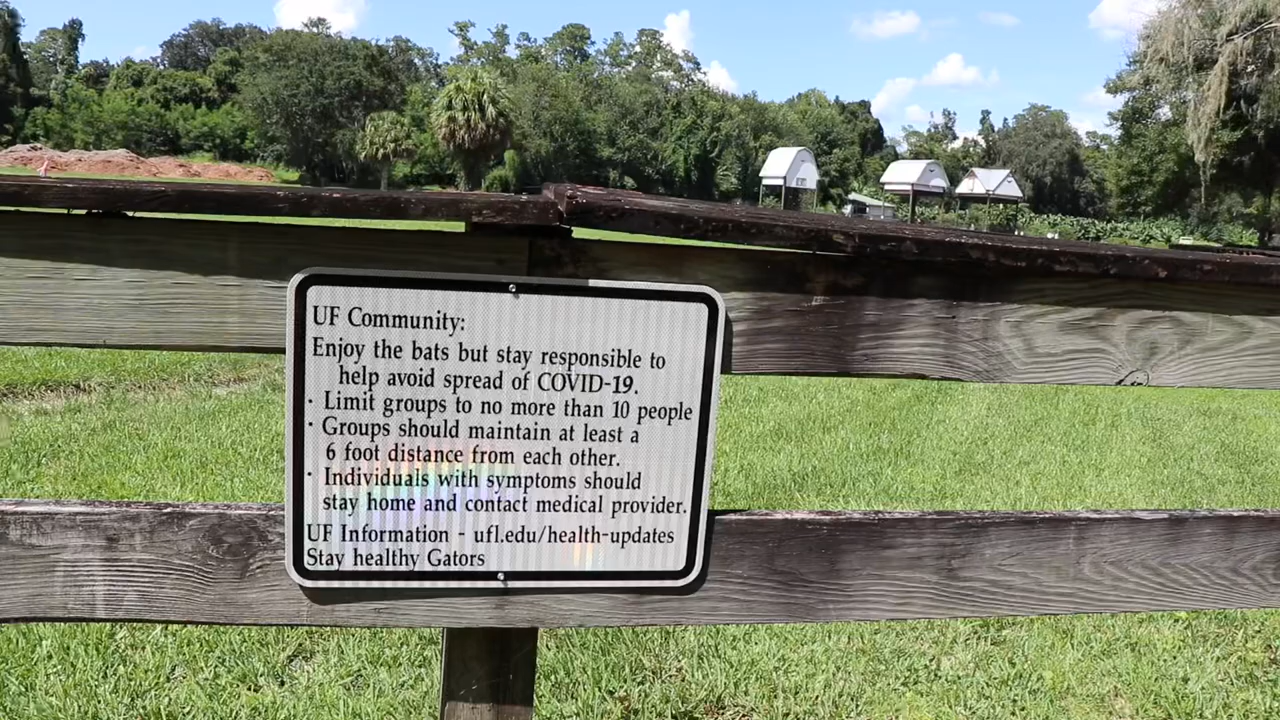 UF Community:
Enjoy the bats but stay responsible to
help avoid spread of COVID-19.
· Limit groups to no more than 10 people
· Groups should maintain at least a
6 foot distance from each other.
· Individuals with symptoms should
stay home and contact medical provider.
UF Information - ufl.edu/health-updates
Stay healthy Gators